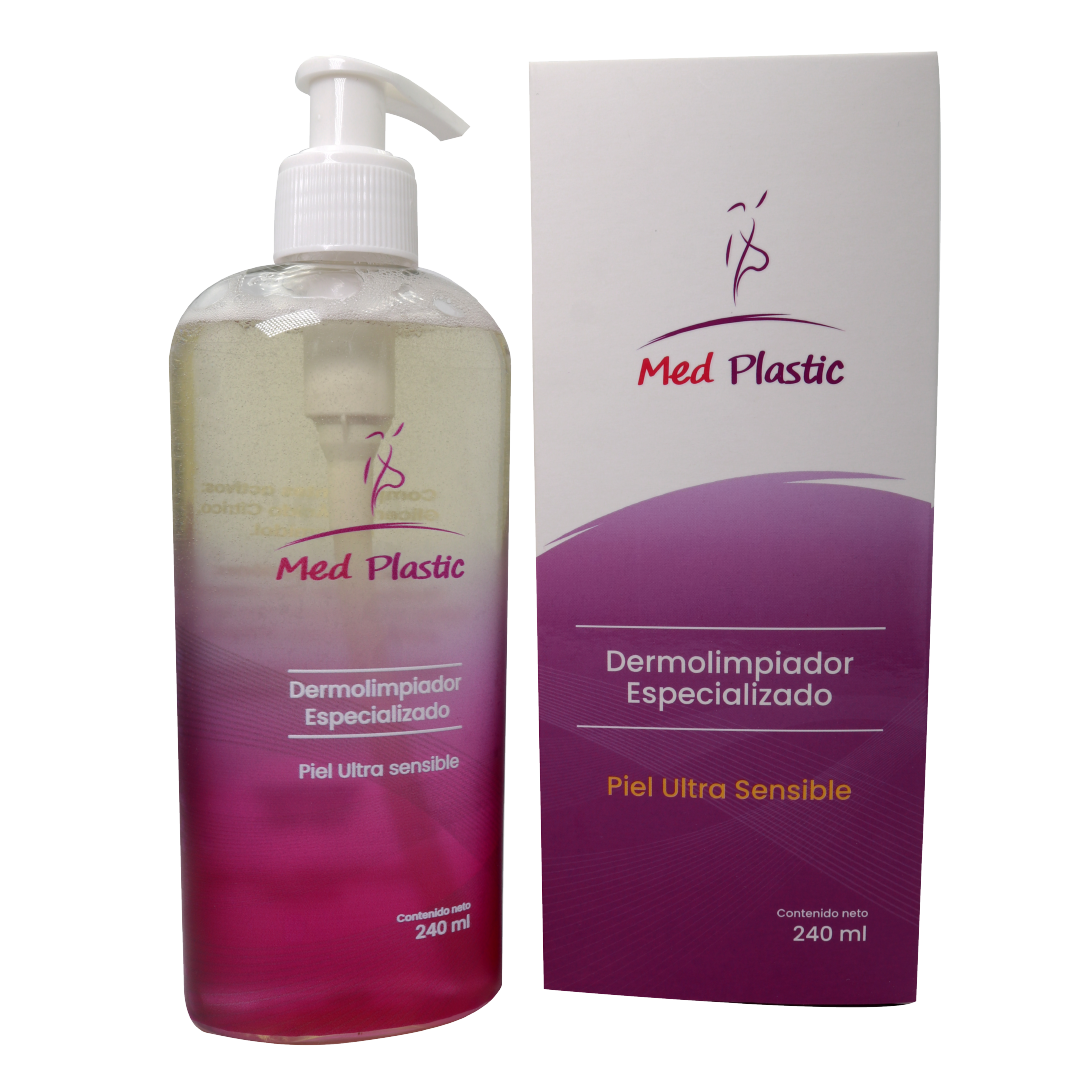 Med Plastic
Dermolimpiador
Especializado
Piel Ultra sensible
Contenido neto
240 ml
Med Plastic
Dermolimpiador
Especializado
Piel Ultra Sensible
Contenido neto
240 ml